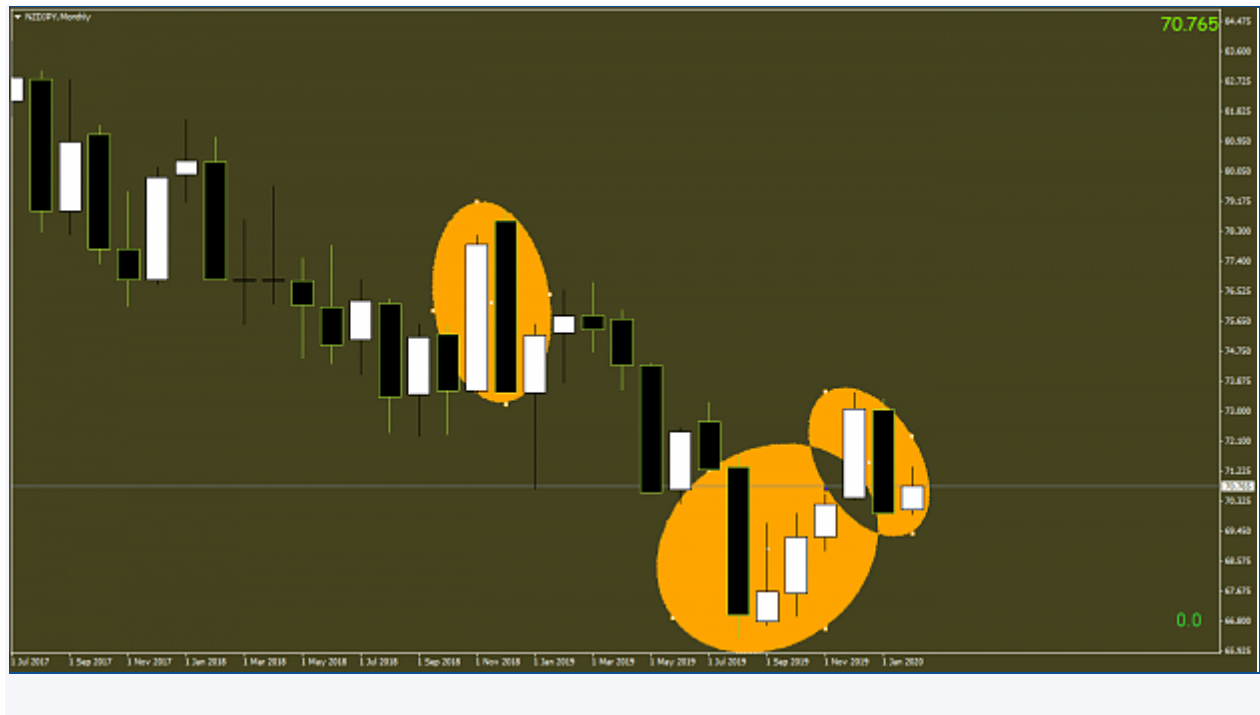 NZDJPY,Monthly
70.765
84.475
83.600
82.725
81.825
80.950
80.050
79.175
78.300
77.400
76.525
75.650
74.750
73.875
73.000
72.100
71.225
70.765
70.325
69.450
68.575
67.675
66.800
65.925
0.0
1 Jul 2017
1 Sep 2017
1 Nov 2017
1 Jan 2018
1 Mar 2018
1 May 2018
1 Jul 2018
1 Sep 2018
1 Nov 2018
1 Jan 2019
1 Mar 2019
1 May 2019
1 Jul 2019
1 Sep 2019
1 Nov 2019
1 Jan 2020